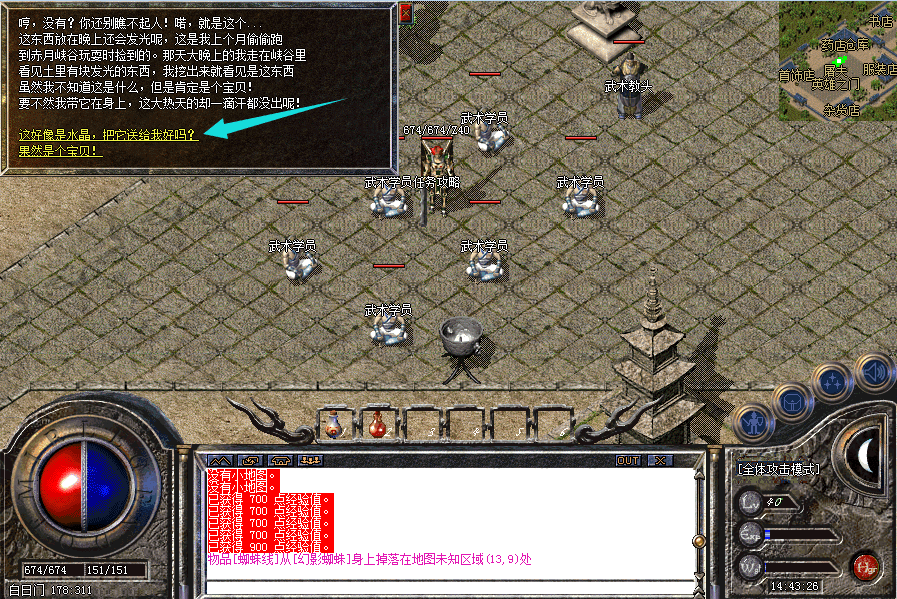 哼，没有？你还别瞧不起人！喏，就是这个...
这东西放在晚上还会发光呢，这是我上个月偷偷跑
到赤月峡谷玩耍时捡到的。那天大晚上的我走在峡谷里
看见土里有块发光的东西，我挖出来就看见是这东西
虽然我不知道这是什么，但是肯定是个宝贝！
要不然我带它在身上，这大热天的却一滴汗都没出呢！
这好像是水晶，把它送给我好吗？
果然是个宝贝！
书店
药店仓库
首饰店
屠夫
服装店
英雄之门
杂货店
武术教头
武术学员
674/674/Z40
武术学员任务攻略
武术学员
武术学员
武术学员
武术学员
OUT
没有小地图。
没有小地图。
已获得 700 点经验值。
已获得 700 点经验值。
已获得 700 点经验值。
已获得 700 点经验值。
已获得 900 点经验值。
物品[蜘蛛线]从[幻影蜘蛛]身上掉落在地图未知区域(13,9)处
[全体攻击模式]
Lv 40
Exp
674/674 151/151
白日门 178:311
14:43:26